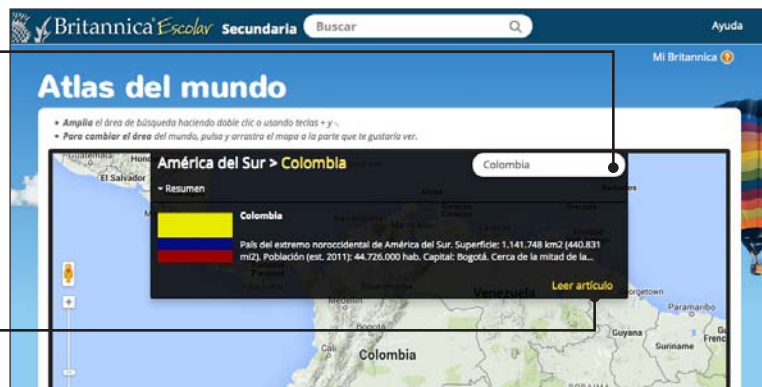 Britannica Escolar Secundaria Buscar Ayuda
Mi Britannica ?
Atlas del mundo
• Amplia el área de búsqueda haciendo doble clic o usando teclas + y -.
• Para cambiar el área del mundo, pulsa y arrastra el mapa a la parte que te gustaría ver.
América del Sur > Colombia
Colombia
Resumen
Colombia
País del extremo noroccidental de América del Sur. Superficie: 1.141.748 km2 (440.831
mi2). Población (est. 2011): 44.726.000 hab. Capital: Bogotá. Cerca de la mitad de la...
Leer artículo
Guatemala
El Salvador
Panamá
Venezuela
Medellín
Bogotá
Cali
Colombia
Georgetown
Paramaribo
Guyana
Suriname